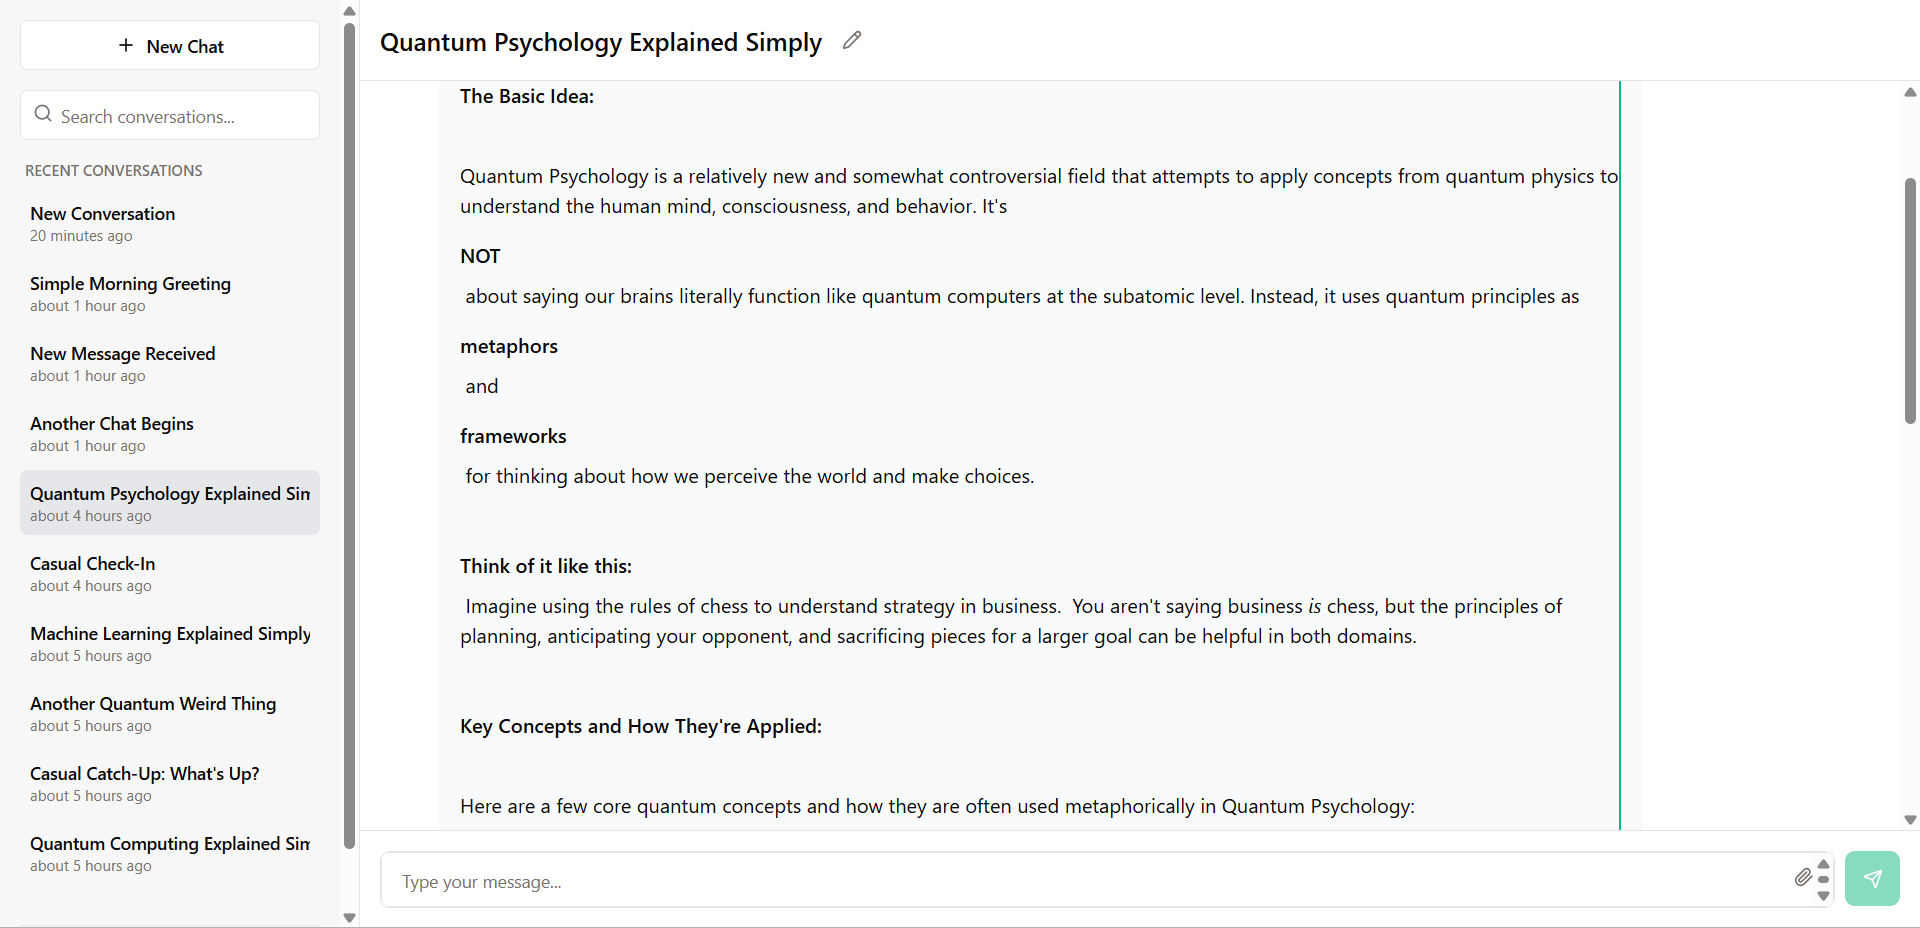 New Chat
Search conversations...
RECENT CONVERSATIONS
New Conversation
20 minutes ago
Simple Morning Greeting
about 1 hour ago
New Message Received
about 1 hour ago
Another Chat Begins
about 1 hour ago
Quantum Psychology Explained Sim
about 4 hours ago
Casual Check-In
about 4 hours ago
Machine Learning Explained Simply
about 5 hours ago
Another Quantum Weird Thing
about 5 hours ago
Casual Catch-Up: What's Up?
about 5 hours ago
Quantum Computing Explained Sim
about 5 hours ago
Quantum Psychology Explained Simply
The Basic Idea:
Quantum Psychology is a relatively new and somewhat controversial field that attempts to apply concepts from quantum physics to
understand the human mind, consciousness, and behavior. It's
NOT
about saying our brains literally function like quantum computers at the subatomic level. Instead, it uses quantum principles as
metaphors
and
frameworks
for thinking about how we perceive the world and make choices.
Think of it like this:
Imagine using the rules of chess to understand strategy in business.  You aren't saying business is chess, but the principles of
planning, anticipating your opponent, and sacrificing pieces for a larger goal can be helpful in both domains.
Key Concepts and How They're Applied:
Here are a few core quantum concepts and how they are often used metaphorically in Quantum Psychology:
Type your message...